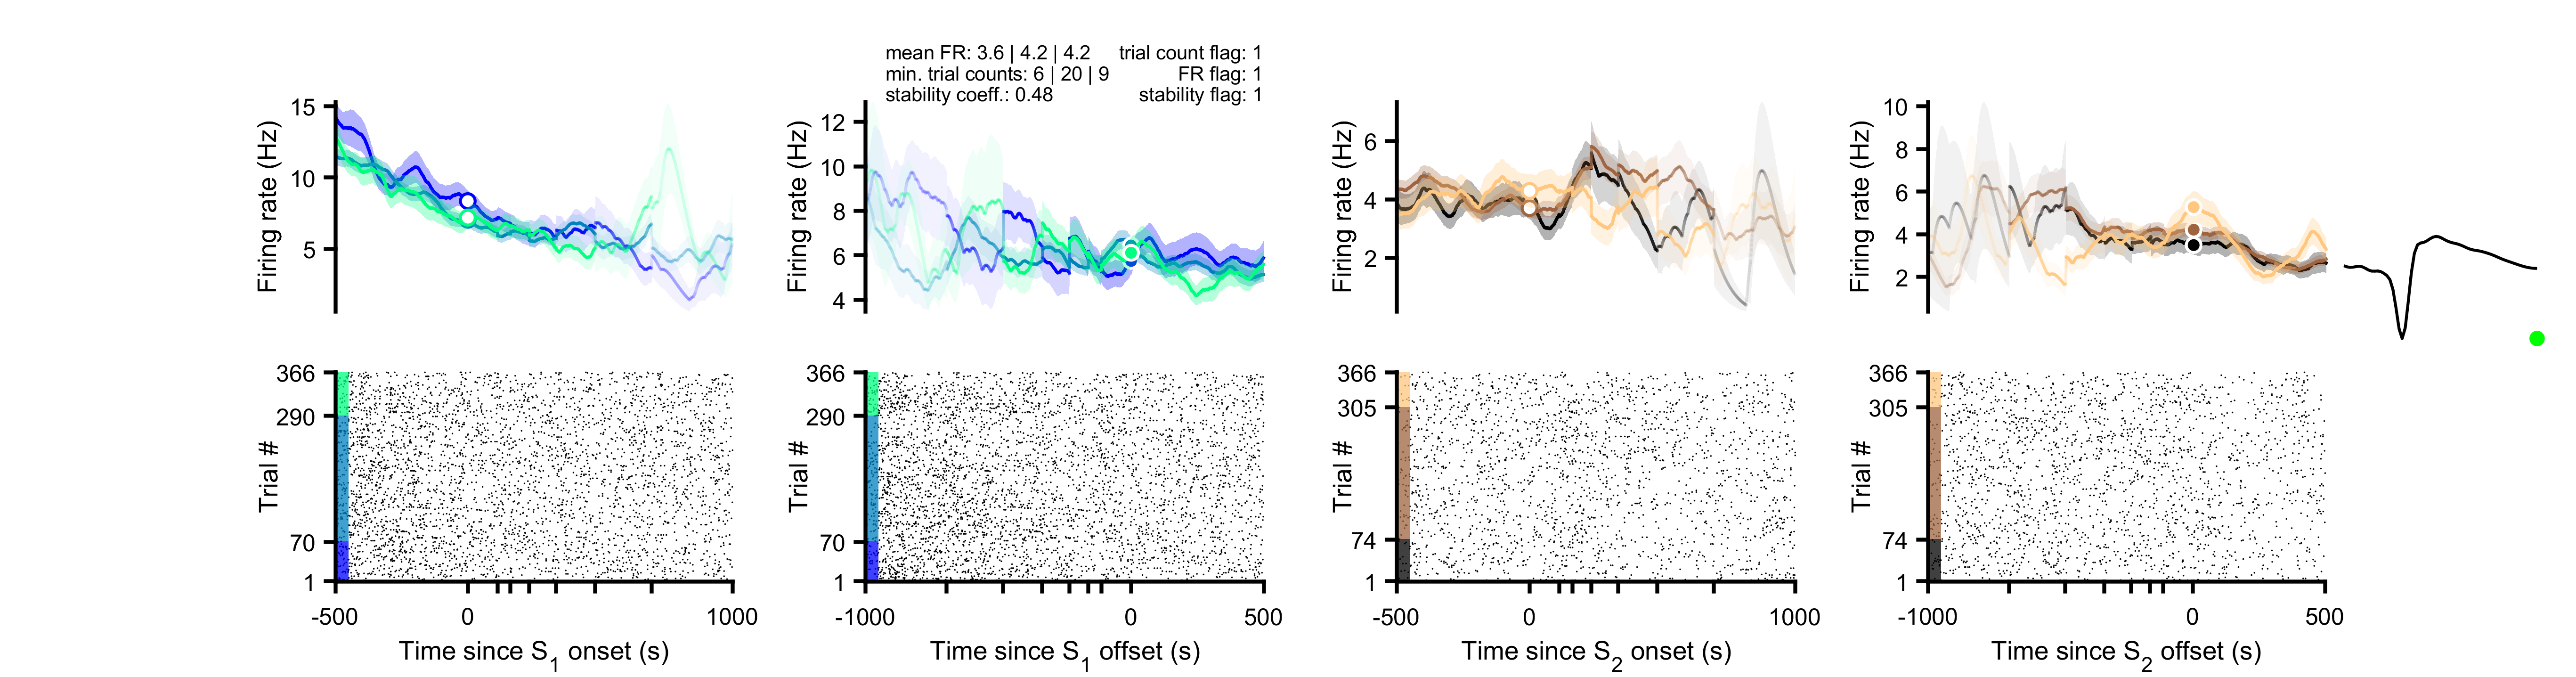 mean FR: 3.6 | 4.2 | 4.2 trial count flag: 1
min. trial counts: 6 | 20 | 9 FR flag: 1
stability coeff.: 0.48 stability flag: 1
Firing rate (Hz)
15
10
5
Firing rate (Hz)
12
10
8
6
4
Firing rate (Hz)
6
4
2
Firing rate (Hz)
10
8
6
4
2
Trial #
366
290
70
1
-500 0 1000
Time since S1 onset (s)
Trial #
366
290
70
1
-1000 0 500
Time since S1 offset (s)
Trial #
366
305
74
1
-500 0 1000
Time since S2 onset (s)
Trial #
366
305
74
1
-1000 0 500
Time since S2 offset (s)